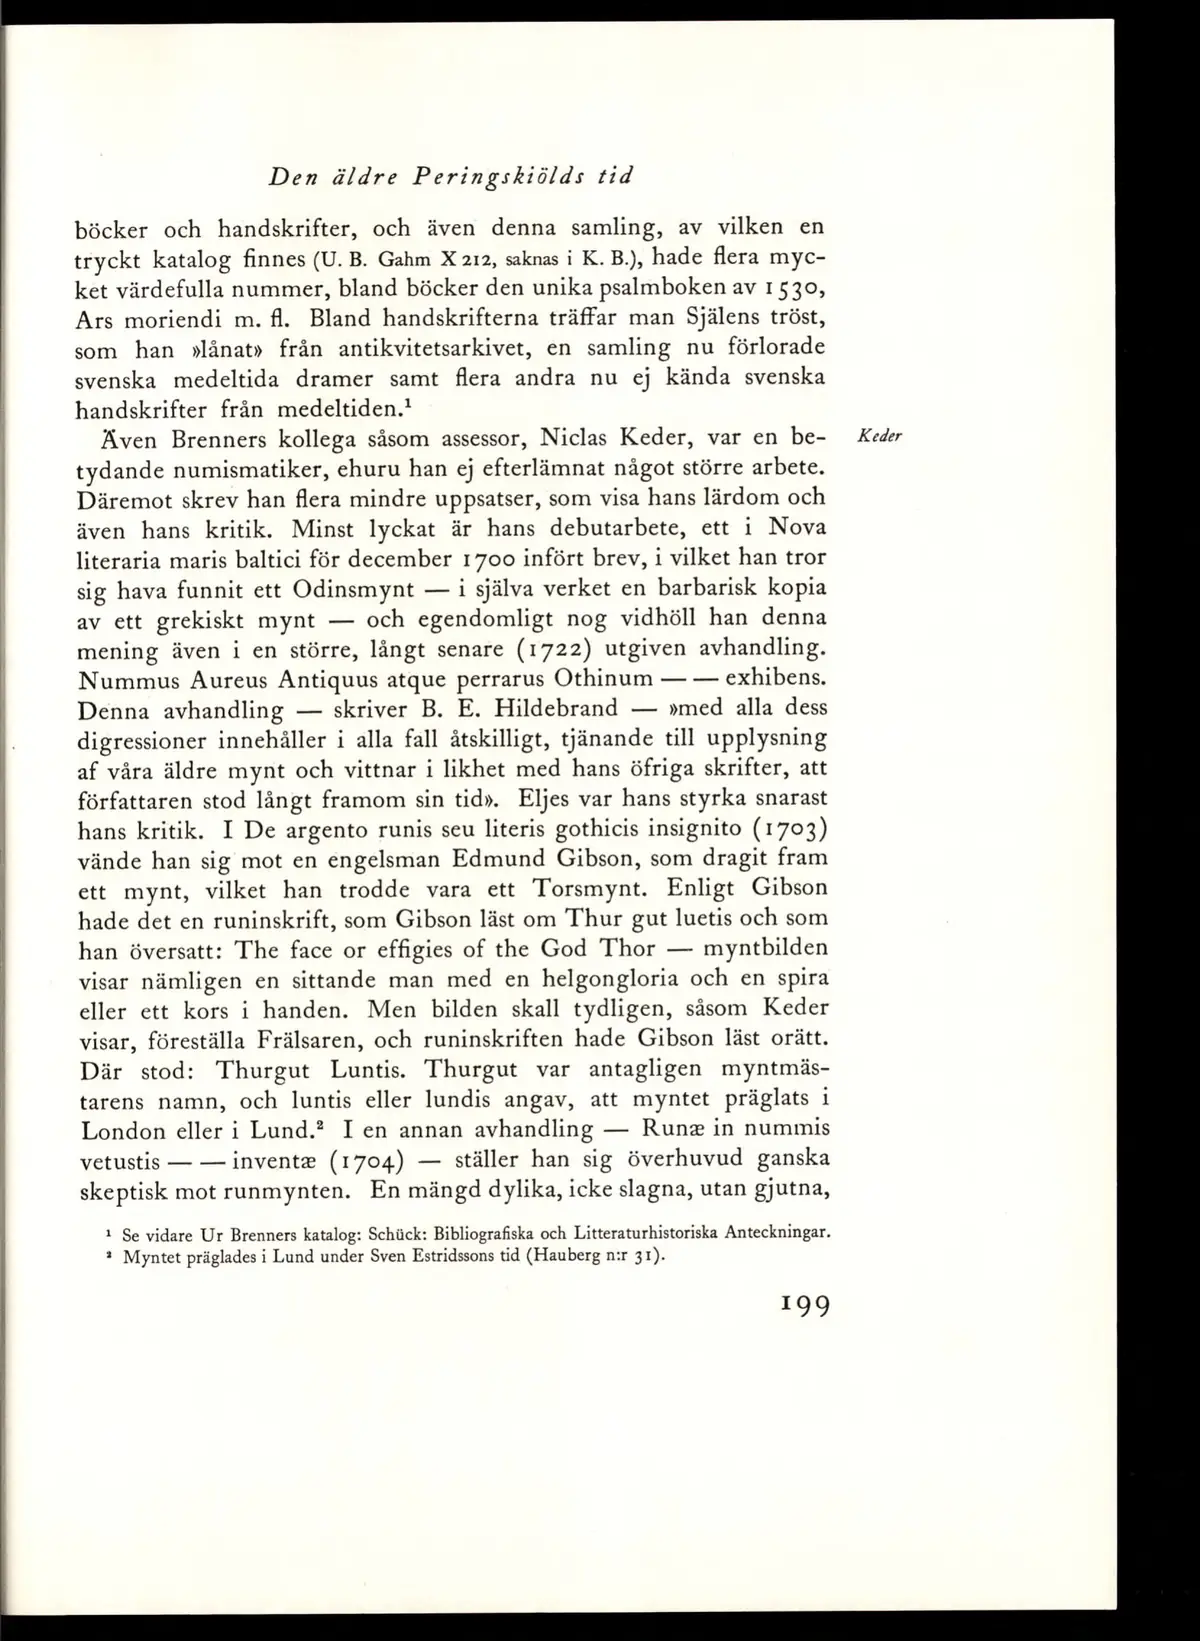 Den äldre Peringskiölds tid
böcker och handskrifter, och även denna samling, av vilken en
tryckt katalog finnes (U. B. Gahm X 212, saknas i K. B.), hade flera myc-
ket värdefulla nummer, bland böcker den unika psalmboken av 1530,
Ars moriendi m. fl. Bland handskrifterna träffar man Själens tröst,
som han »lånat» från antikvitetsarkivet, en samling nu förlorade
svenska medeltida dramer samt flera andra nu ej kända svenska
handskrifter från medeltiden.¹
Även Brenners kollega såsom assessor, Niclas Keder, var en be-
Keder
tydande numismatiker, ehuru han ej efterlämnat något större arbete.
Däremot skrev han flera mindre uppsatser, som visa hans lärdom och
även hans kritik. Minst lyckat är hans debutarbete, ett i Nova
literaria maris baltici för december 1700 infört brev, i vilket han tror
sig hava funnit ett Odinsmynt — i själva verket en barbarisk kopia
av ett grekiskt mynt — och egendomligt nog vidhöll han denna
mening även i en större, långt senare (1722) utgiven avhandling.
Nummus Aureus Antiquus atque perrarus Othinum — — exhibens.
Denna avhandling — skriver B. E. Hildebrand — »med alla dess
digressioner innehåller i alla fall åtskilligt, tjänande till upplysning
af våra äldre mynt och vittnar i likhet med hans öfriga skrifter, att
författaren stod långt framom sin tid». Eljes var hans styrka snarast
hans kritik. I De argento runis seu literis gothicis insignito (1703)
vände han sig mot en engelsman Edmund Gibson, som dragit fram
ett mynt, vilket han trodde vara ett Torsmynt. Enligt Gibson
hade det en runinskrift, som Gibson läst om Thur gut luetis och som
han översatt: The face or effigies of the God Thor — myntbilden
visar nämligen en sittande man med en helgongloria och en spira
eller ett kors i handen. Men bilden skall tydligen, såsom Keder
visar, föreställa Frälsaren, och runinskriften hade Gibson läst orätt.
Där stod: Thurgut Luntis. Thurgut var antagligen myntmäs-
tarens namn, och luntis eller lundis angav, att myntet präglats i
London eller i Lund.² I en annan avhandling — Runæ in nummis
vetustis — — inventæ (1704) — ställer han sig överhuvud ganska
skeptisk mot runmynten. En mängd dylika, icke slagna, utan gjutna,
¹ Se vidare Ur Brenners katalog: Schück: Bibliografiska och Litteraturhistoriska Anteckningar.
² Myntet präglades i Lund under Sven Estridssons tid (Hauberg n:r 31).
199